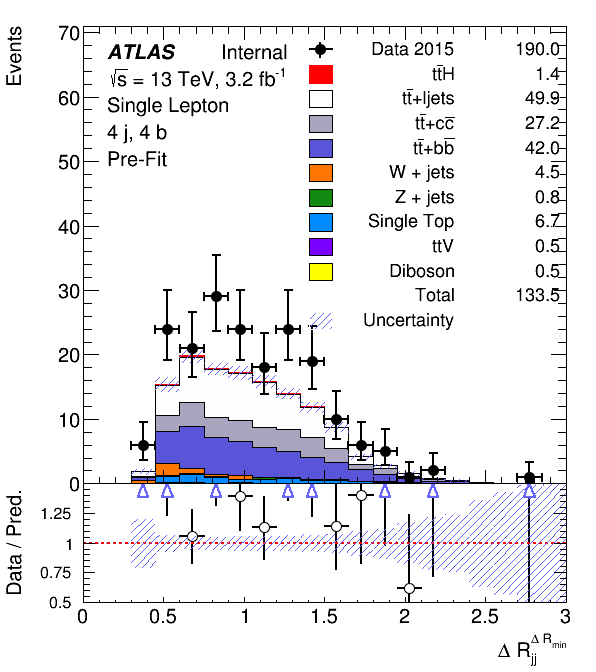 Events
70
60
50
40
30
20
10
0
ATLAS Internal
√s = 13 TeV, 3.2 fb⁻¹
Single Lepton
4 j, 4 b
Pre-Fit
Data 2015 190.0
tt̄H 1.4
tt̄+ljets 49.9
tt̄+cc̄ 27.2
tt̄+bb̄ 42.0
W + jets 4.5
Z + jets 0.8
Single Top 6.7
ttV 0.5
Diboson 0.5
Total 133.5
Uncertainty
Data / Pred.
1.25
1
0.75
0.5
0 0.5 1 1.5 2 2.5 3
Δ R_jj^Δ R_min